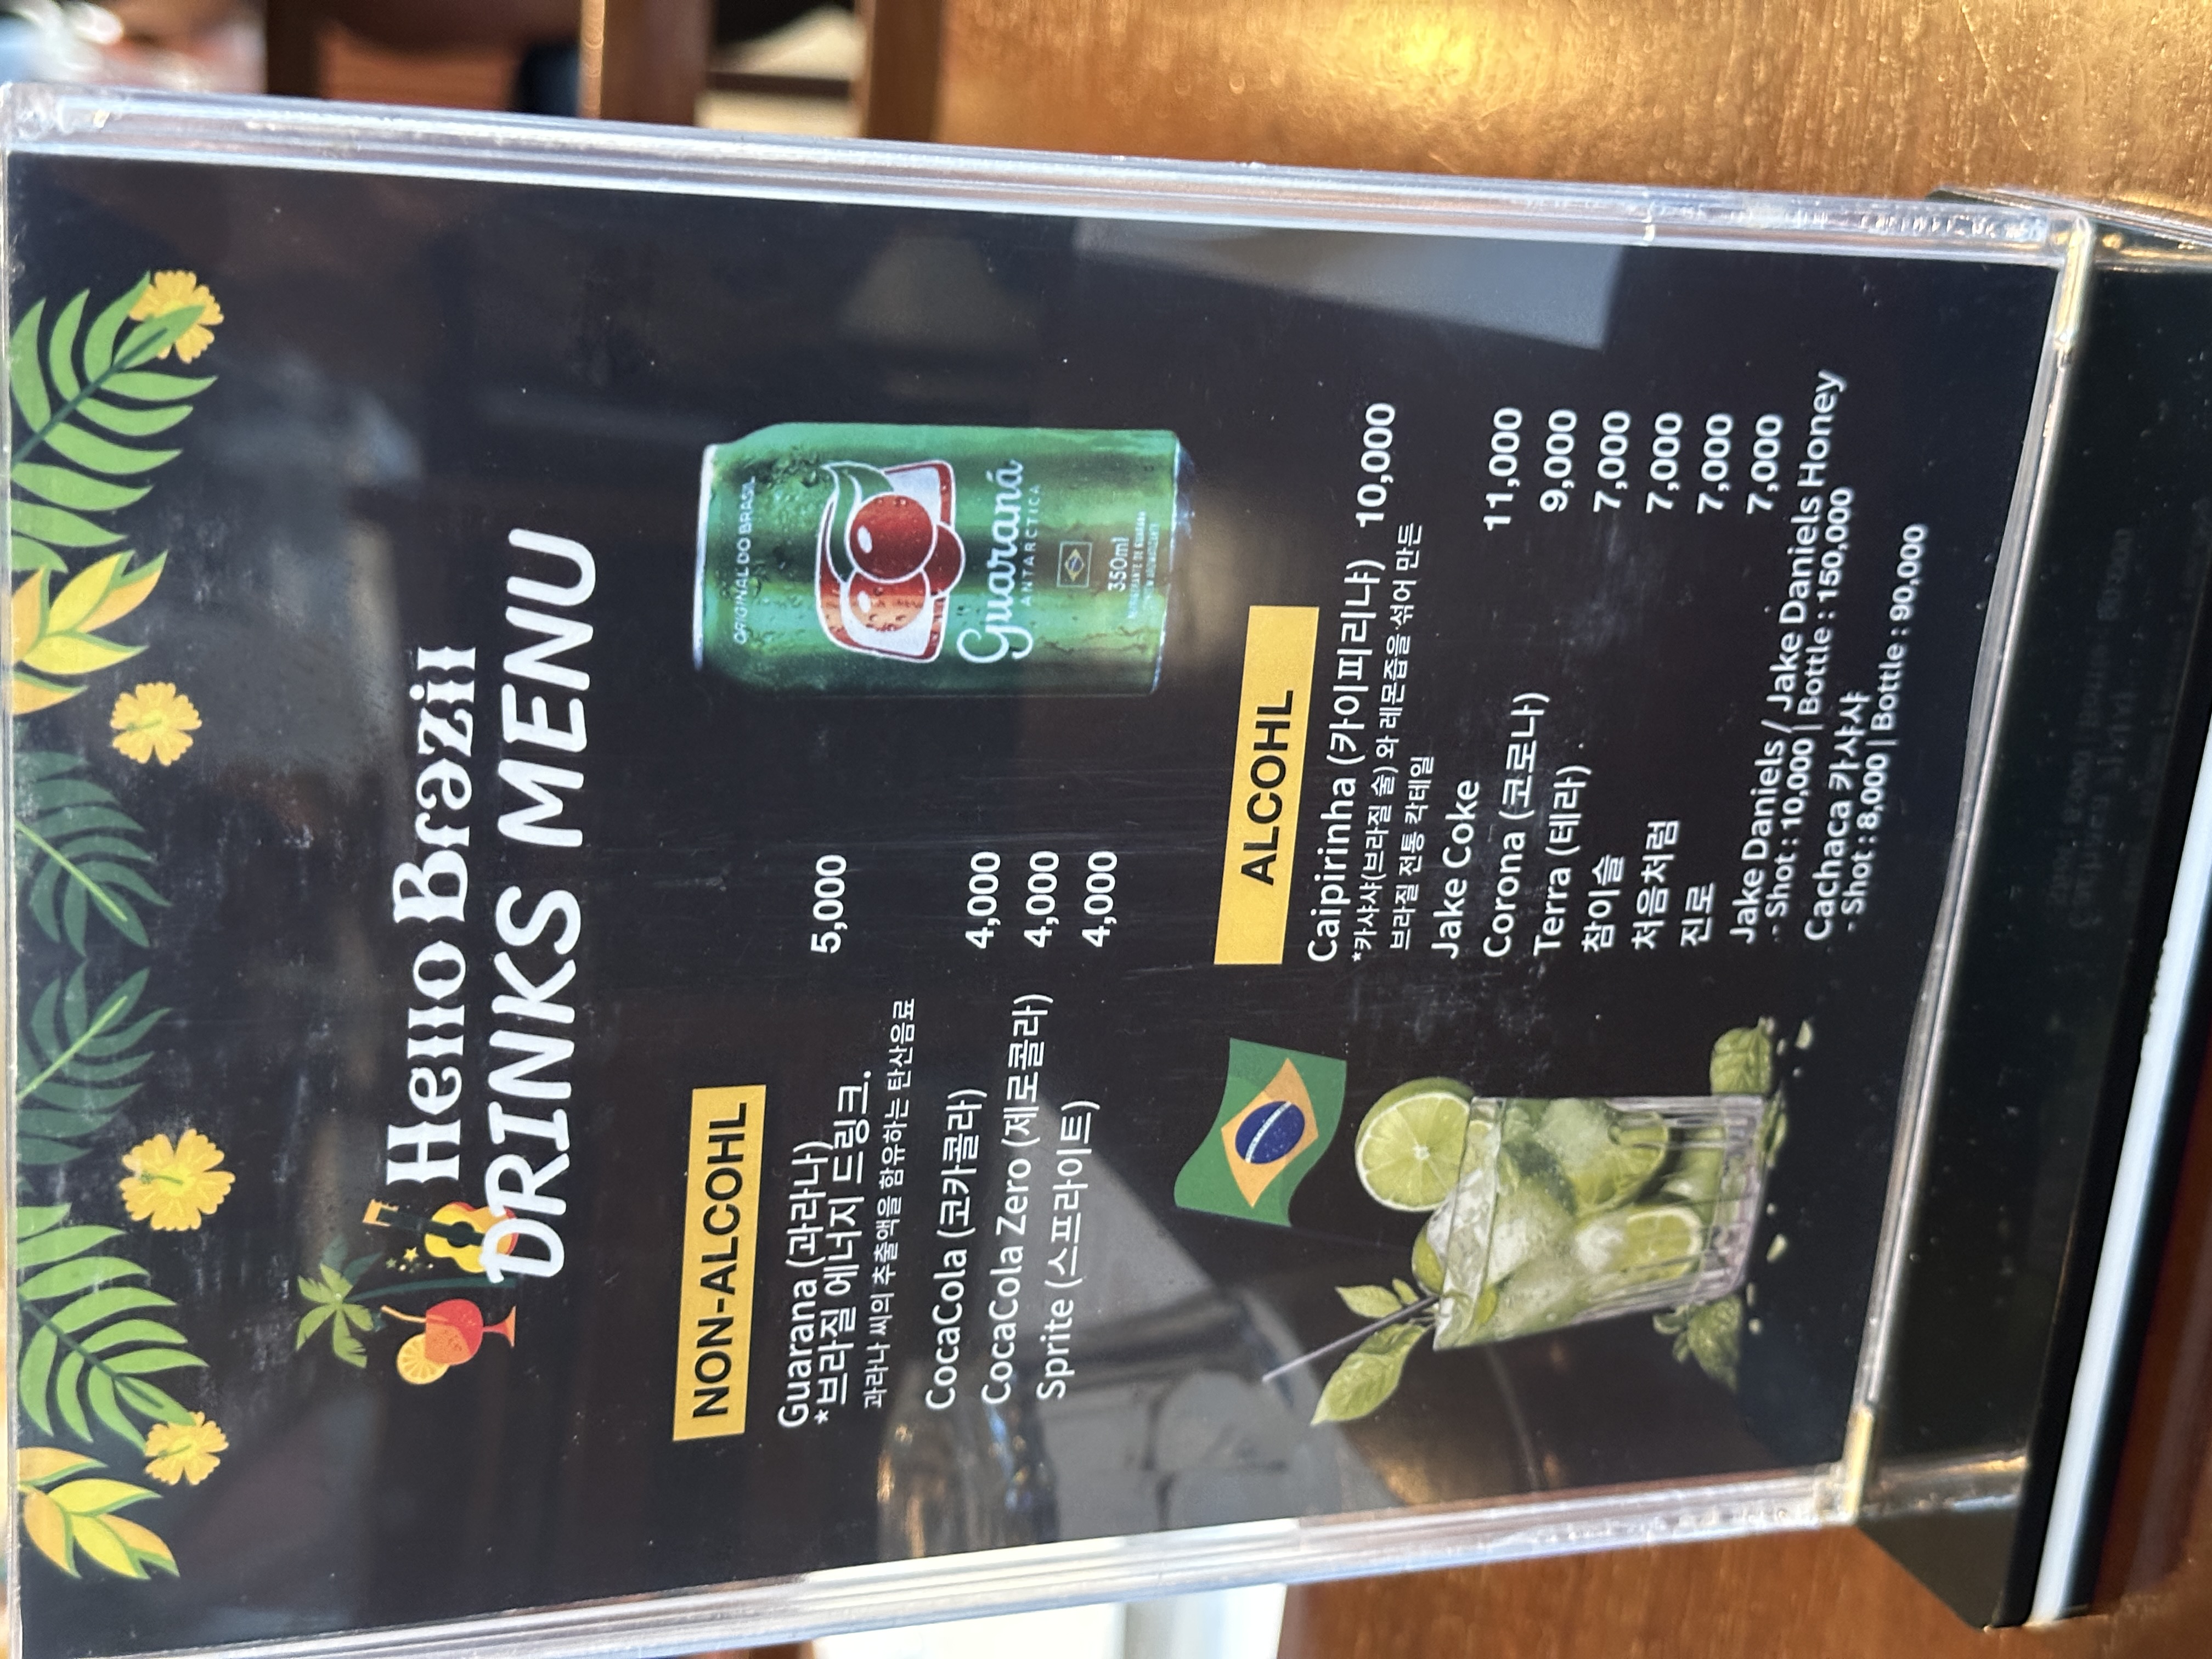 Hello Brazil
DRINKS MENU
NON-ALCOHL
Guarana (과라나)
*브라질 에너지 드링크. 5,000
과라나 씨의 추출액을 함유하는 탄산음료
CocaCola (코카콜라) 4,000
CocaCola Zero (제로콜라) 4,000
Sprite (스프라이트) 4,000
ORIGINAL DO BRASIL
Guaraná
ANTARCTICA
350ml
ALCOHL
Caipirinha (카이피리냐) 10,000
*카샤샤(브라질 술) 와 레몬즙을 섞어 만든
브라질 전통 칵테일
Jake Coke 11,000
Corona (코로나) 9,000
Terra (테라) 7,000
참이슬 7,000
처음처럼 7,000
진로 7,000
Jake Daniels / Jake Daniels Honey
- Shot : 10,000 | Bottle : 150,000
Cachaca 카샤샤
- Shot : 8,000 | Bottle : 90,000